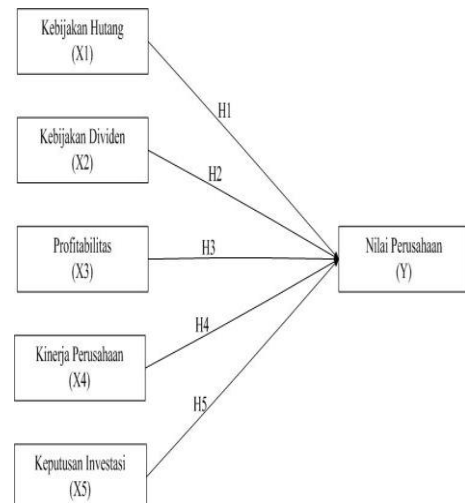 Kebijakan Hutang
(X1)
H1
Kebijakan Dividen
(X2)
H2
Profitabilitas
(X3)
H3
Nilai Perusahaan
(Y)
H4
Kinerja Perusahaan
(X4)
H5
Keputusan Investasi
(X5)